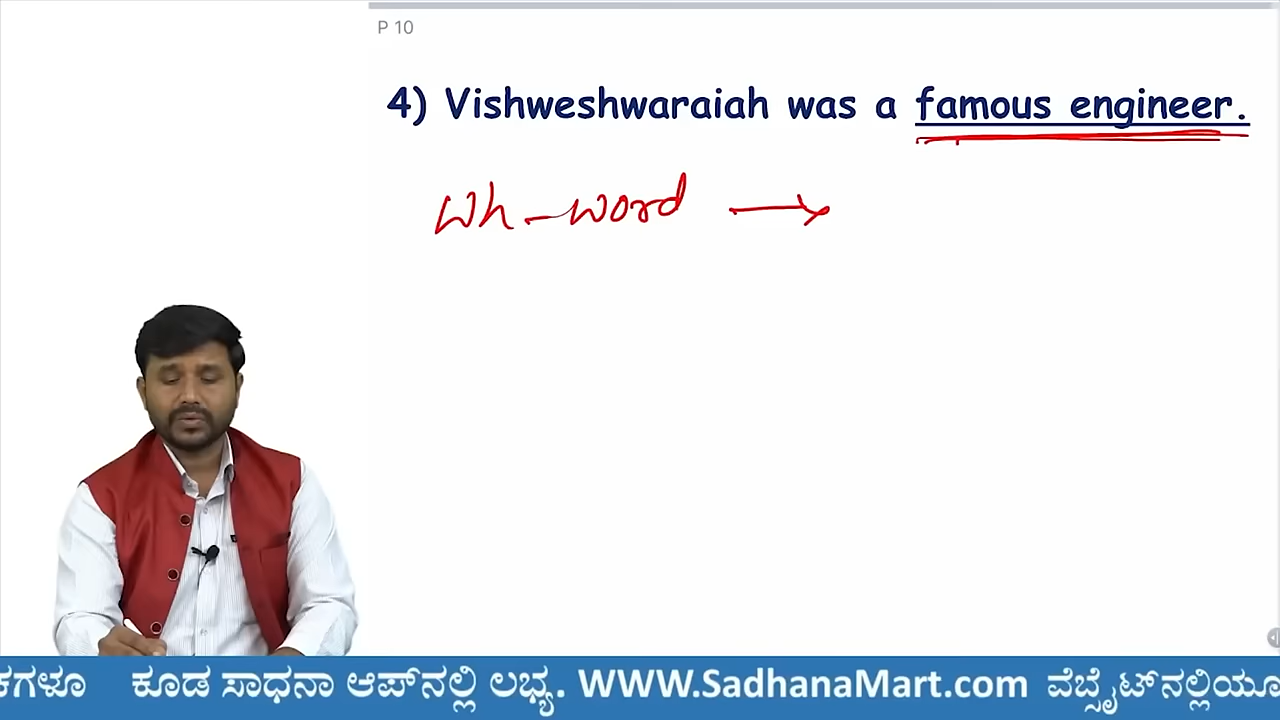 P 10
4) Vishweshwaraiah was a famous engineer.
Wh-word →
ಕಗಳೂ ಕೂಡ ಸಾಧನಾ ಆಪ್‌ನಲ್ಲಿ ಲಭ್ಯ. WWW.SadhanaMart.com ವೆಬ್ಸೈಟ್‌ನಲ್ಲಿಯೂ